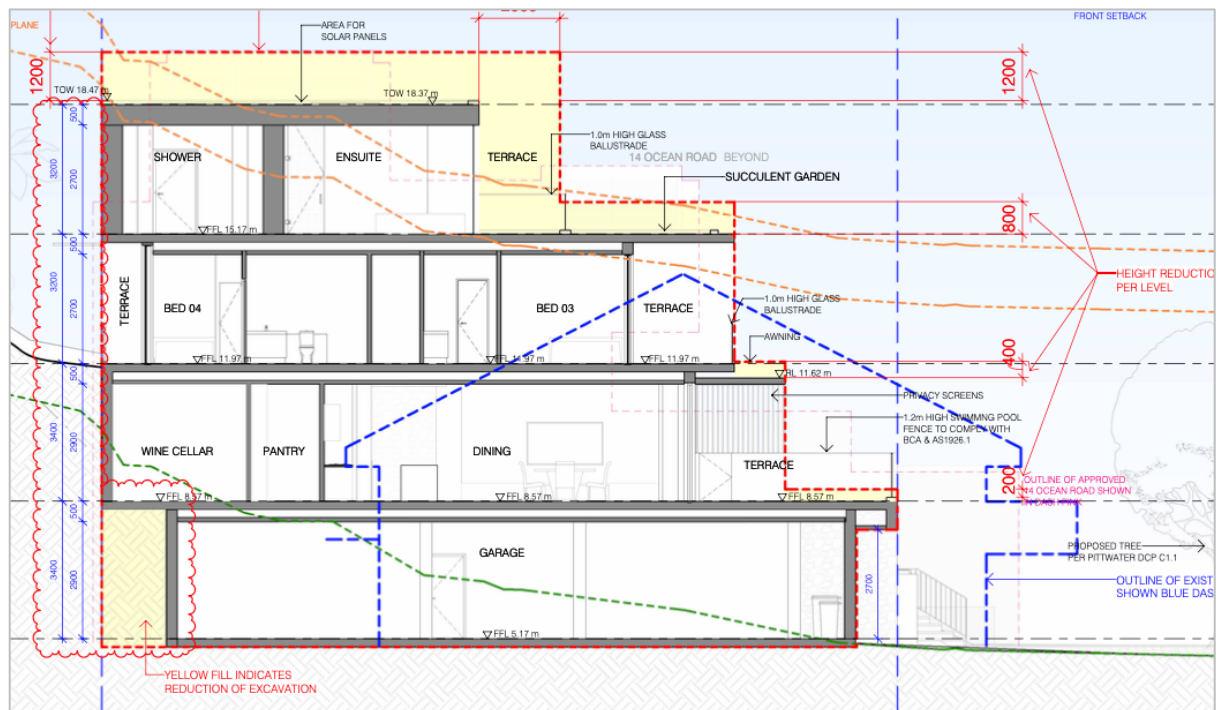 FRONT SETBACK
PLANE
AREA FOR
SOLAR PANELS
1200
1200
TOW 18.47 m
TOW 18.37 m
500
3200
2700
SHOWER
ENSUITE
TERRACE
1.0m HIGH GLASS
BALUSTRADE
14 OCEAN ROAD BEYOND
SUCCULENT GARDEN
800
FFL 15.17 m
500
3200
2700
TERRACE
BED 04
BED 03
TERRACE
1.0m HIGH GLASS
BALUSTRADE
AWNING
HEIGHT REDUCTIO
PER LEVEL
400
FFL 11.97 m
FFL 11.97 m
FFL 11.97 m
RL 11.62 m
500
3400
2900
PRIVACY SCREENS
1.2m HIGH SWIMMNG POOL
FENCE TO COMPLY WITH
BCA & AS1926.1
WINE CELLAR
PANTRY
DINING
TERRACE
200
OUTLINE OF APPROVED
14 OCEAN ROAD SHOWN
IN DASH PINK
FFL 8.57 m
FFL 8.57 m
FFL 8.57 m
500
3400
2900
GARAGE
2700
PROPOSED TREE
PER PITTWATER DCP C1.1
OUTLINE OF EXIST
SHOWN BLUE DAS
FFL 5.17 m
YELLOW FILL INDICATES
REDUCTION OF EXCAVATION